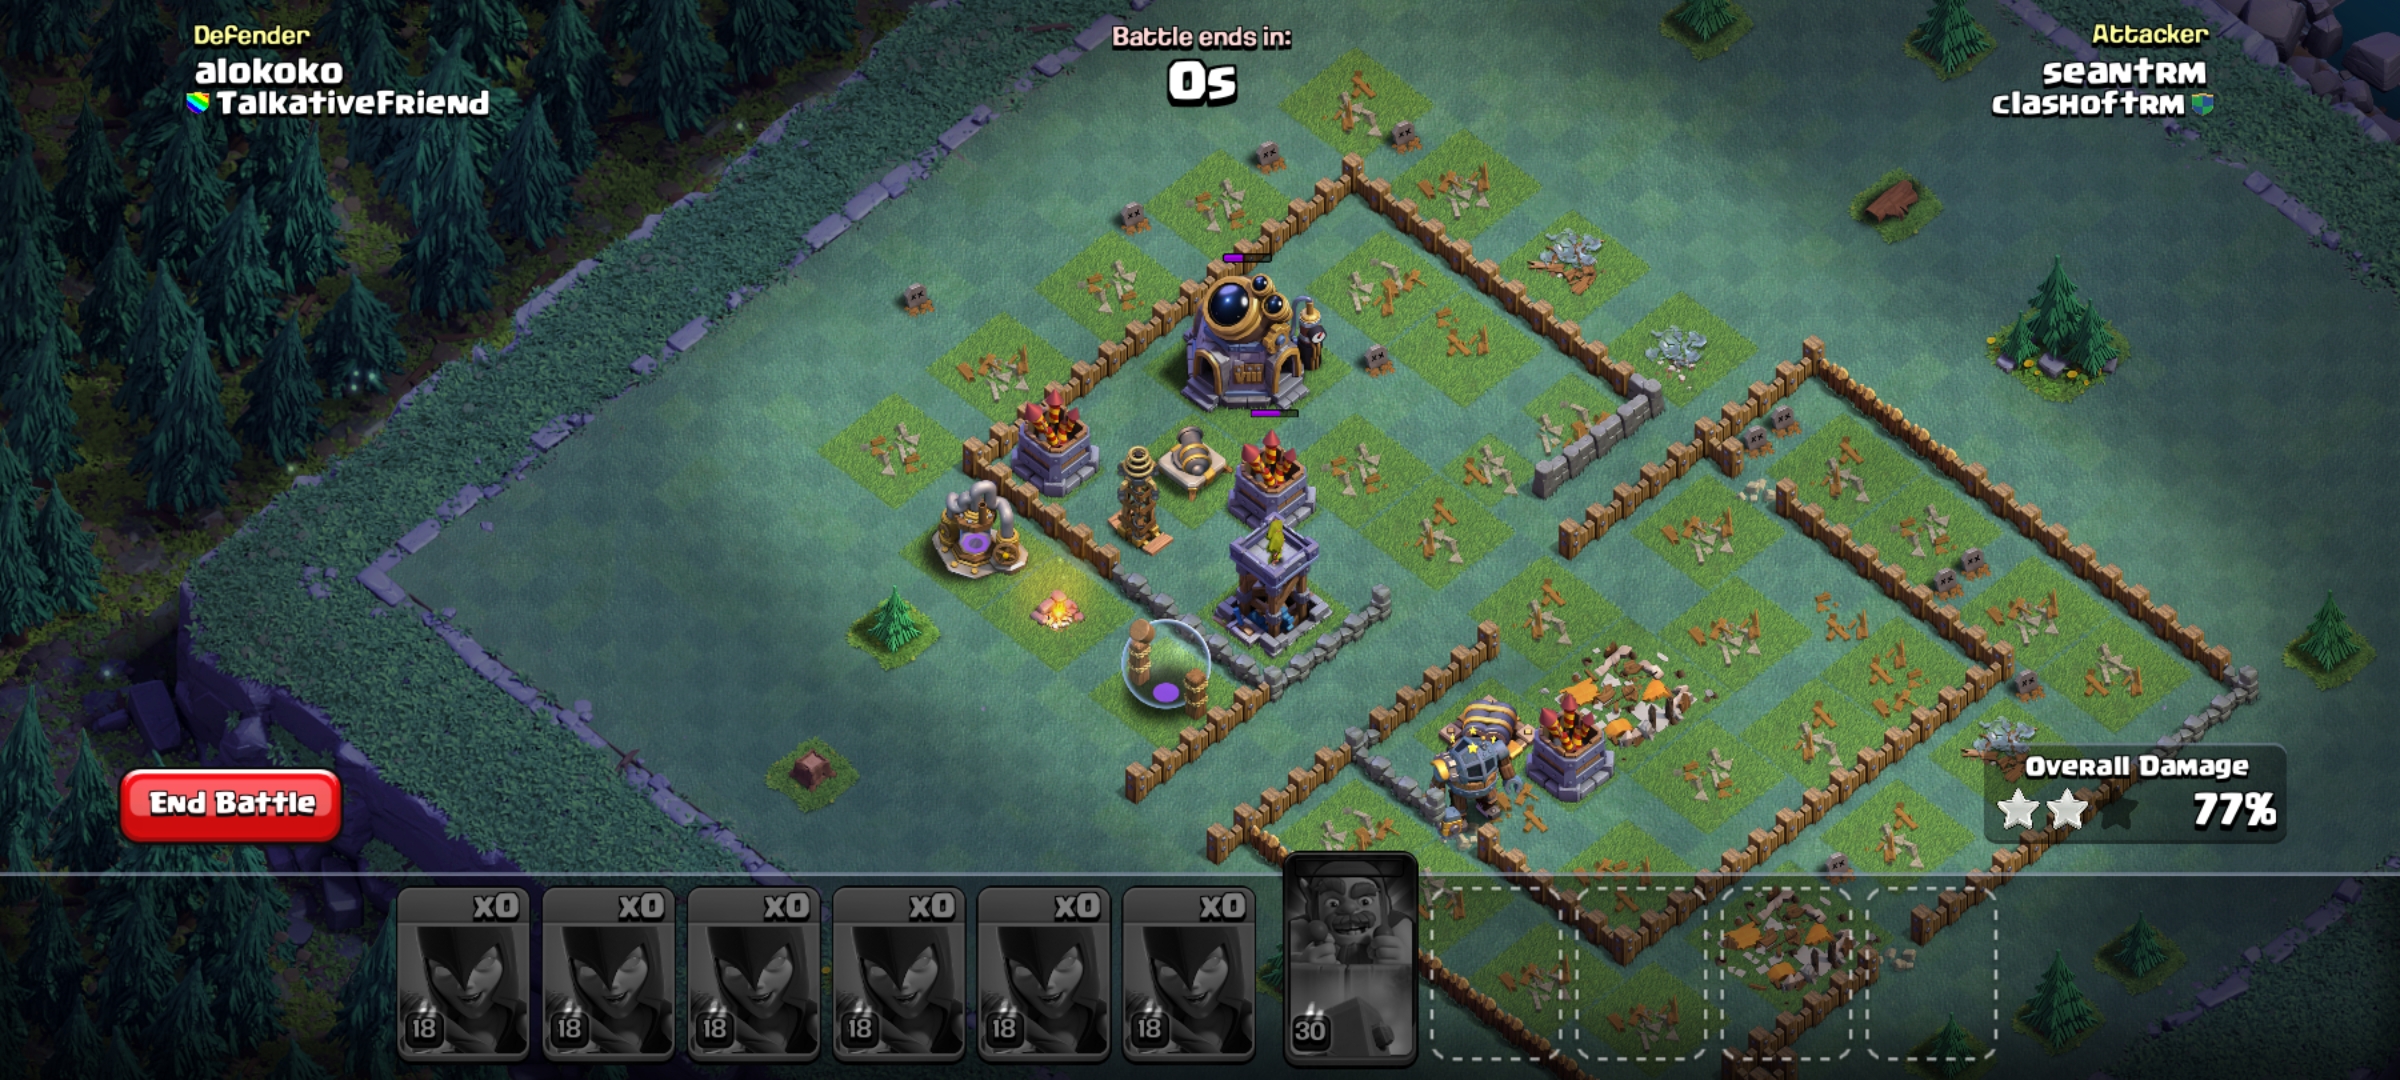 Defender
alokoko
TalkativeFriend
Battle ends in:
0s
Attacker
seantRM
clashoftRM
VIII
End Battle
Overall Damage
77%
x0
x0
x0
x0
x0
x0
18
18
18
18
18
18
30